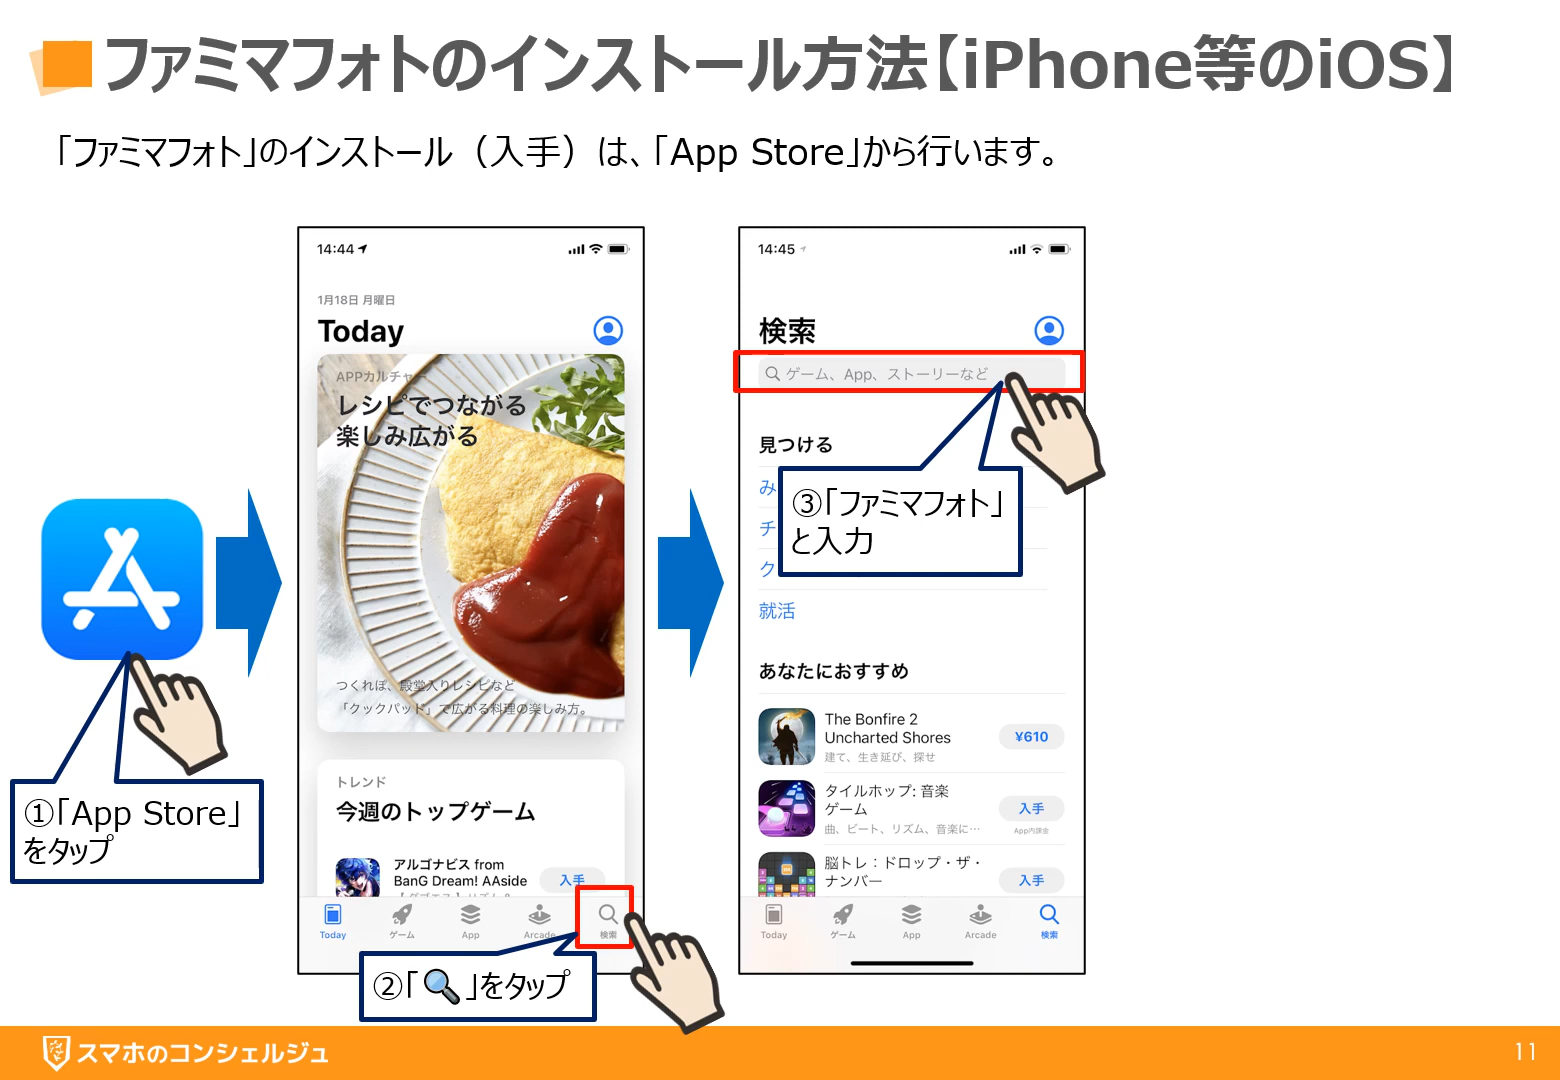 ファミマフォトのインストール方法【iPhone等のiOS】
「ファミマフォト」のインストール（入手）は、「App Store」から行います。
①「App Store」
をタップ
14:44
1月18日 月曜日
Today
APPカルチャー
レシピでつながる
楽しみ広がる
つくれぽ、殿堂入りレシピなど
「クックパッド」で広がる料理の楽しみ方。
トレンド
今週のトップゲーム
アルゴナビス from
BanG Dream! AAside
入手
Today
ゲーム
App
Arcade
検索
②「🔍」をタップ
14:45
検索
ゲーム、App、ストーリーなど
③「ファミマフォト」
と入力
見つける
み
チ
ク
就活
あなたにおすすめ
The Bonfire 2
Uncharted Shores
建て、生き延び、探せ
¥610
タイルホップ: 音楽
ゲーム
曲、ビート、リズム、音楽に…
入手
App内課金
脳トレ：ドロップ・ザ・
ナンバー
入手
Today
ゲーム
App
Arcade
検索
スマホのコンシェルジュ
11